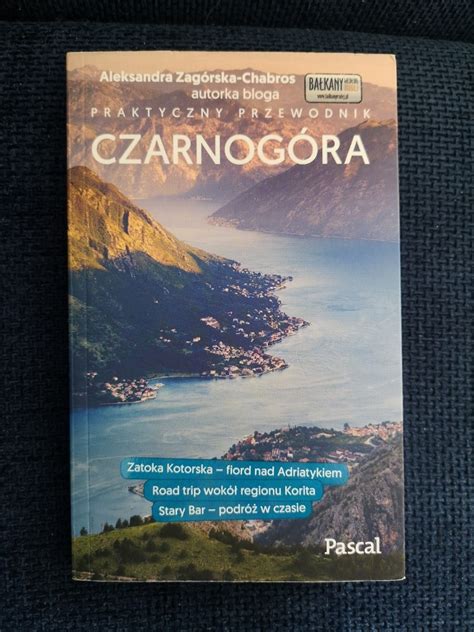 Aleksandra Zagórska-Chabros
autorka bloga
BAŁKANY
PRAKTYCZNY PRZEWODNIK
CZARNOGÓRA
Zatoka Kotorska – fiord nad Adriatykiem
Road trip wokół regionu Korita
Stary Bar – podróż w czasie
Pascal